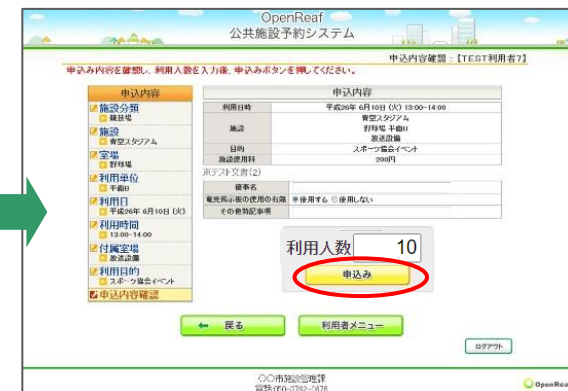 OpenReaf
公共施設予約システム
申込内容確認 :: 【TEST利用者7】
申込み内容を確認し、利用人数を入力後、申込みボタンを押してください。
申込内容
施設分類
競技場
施設
青空スタジアム
室場
野球場
利用単位
半面B
利用日
平成26年 6月10日 (火)
利用時間
13:00-14:00
付属室場
放送設備
利用目的
スポーツ協会イベント
申込内容確認
申込内容
利用日時 平成26年 6月10日 (火) 13:00-14:00
施設 青空スタジアム
野球場 半面B
放送設備
目的 スポーツ協会イベント
施設使用料 200円
※テスト文書(2)
催事名
電光掲示板の使用の有無 使用する 使用しない
その他特記事項
利用人数 10
申込み
戻る
利用者メニュー
ログアウト
〇〇市施設管理課
電話:050-3782-0878
OpenReaf